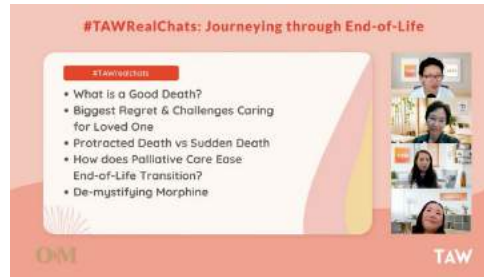 #TAWRealChats: Journeying through End-of-Life
#TAWrealchats
• What is a Good Death?
• Biggest Regret & Challenges Caring
for Loved One
• Protracted Death vs Sudden Death
• How does Palliative Care Ease
End-of-Life Transition?
• De-mystifying Morphine
TAW